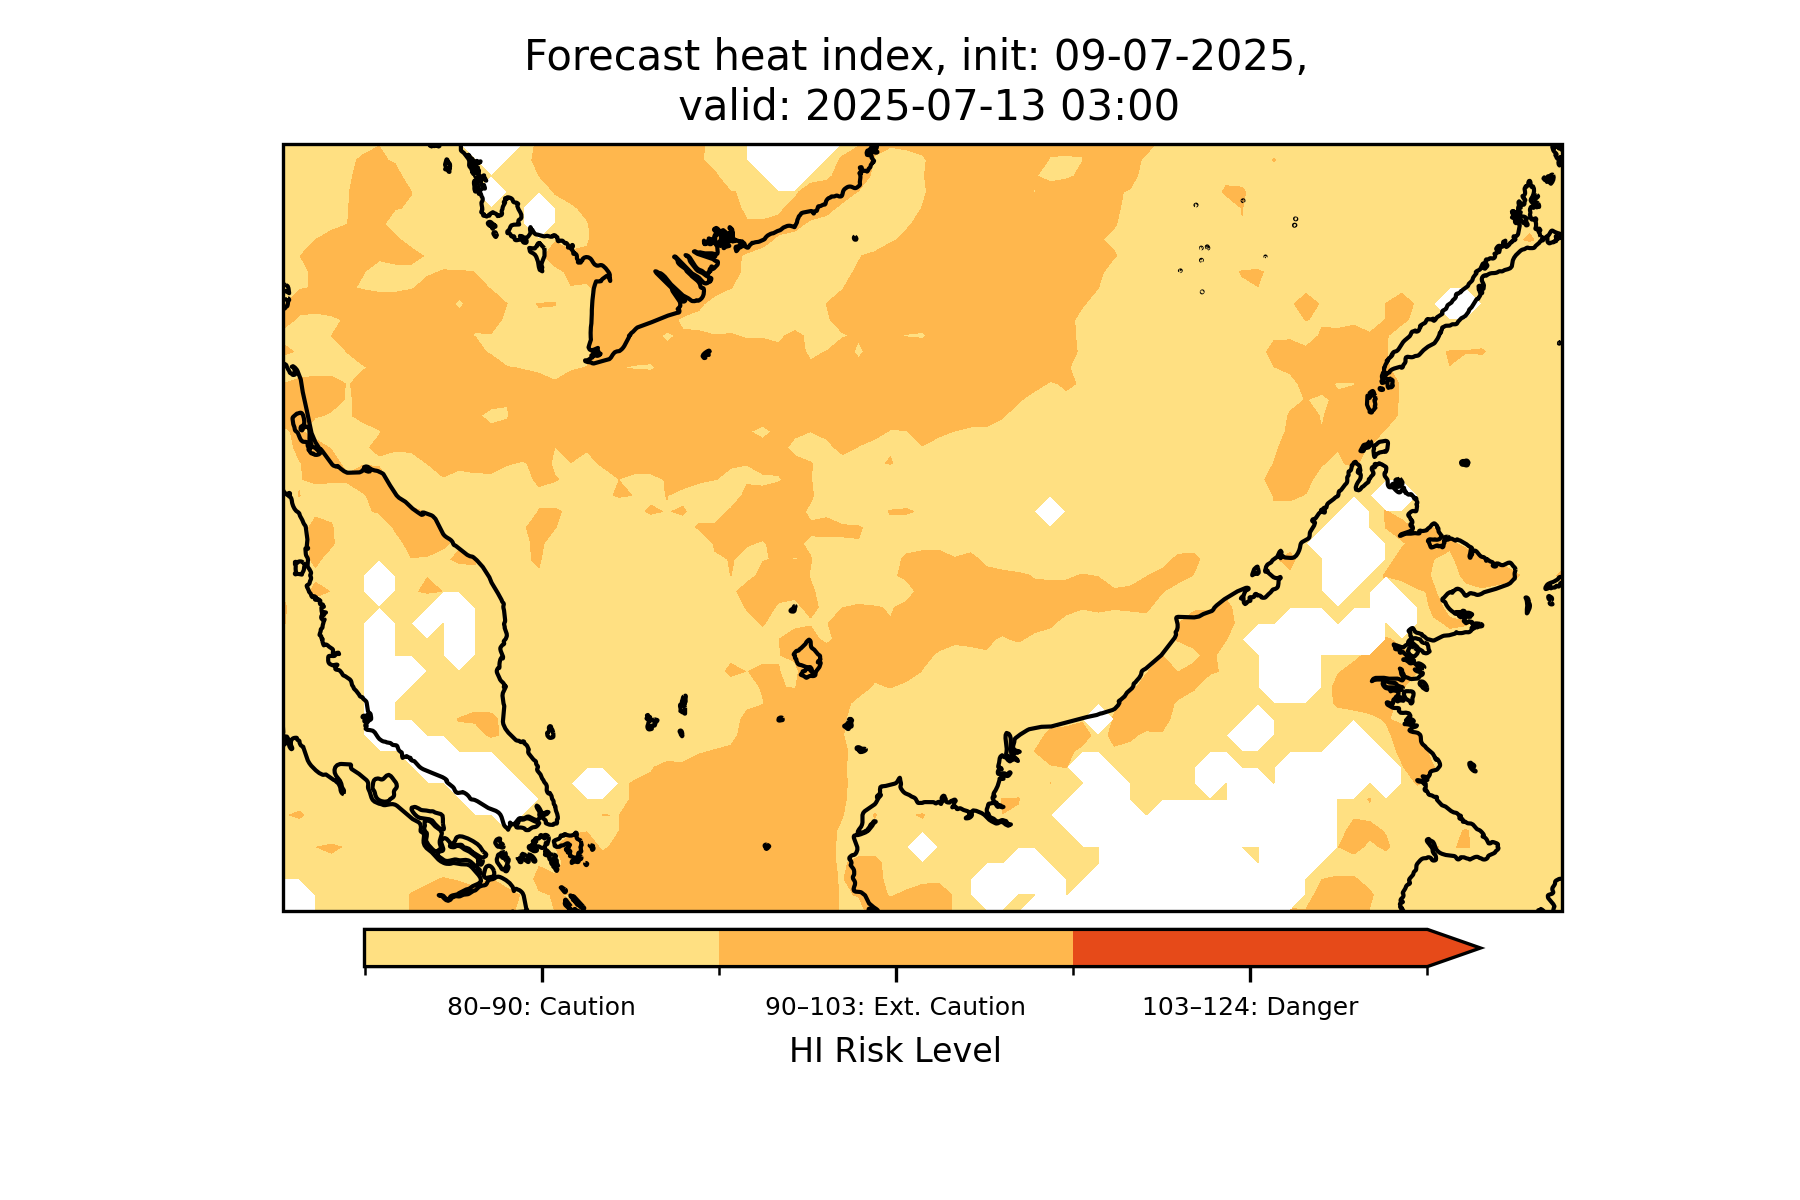 Forecast heat index, init: 09-07-2025,
valid: 2025-07-13 03:00
80–90: Caution
90–103: Ext. Caution
103–124: Danger
HI Risk Level